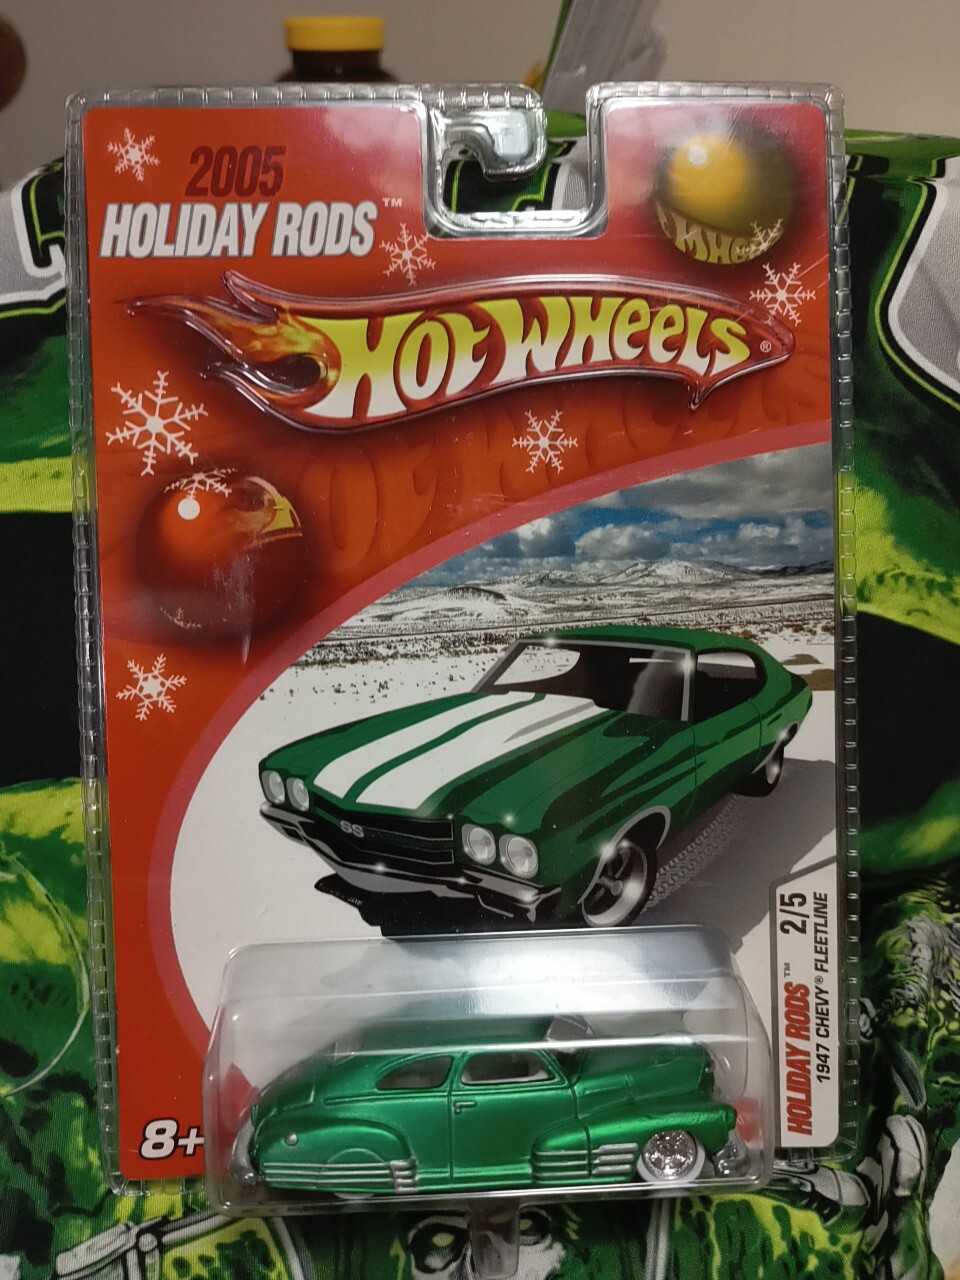 2005
HOLIDAY RODS™
HOT WHEELS®
SS
8+
HOLIDAY RODS™ 2/5
1947 CHEVY® FLEETLINE